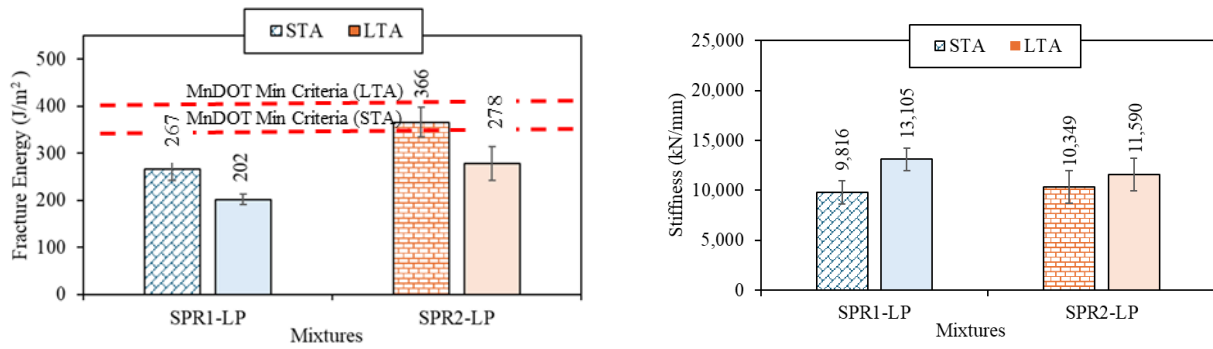 STA LTA
Fracture Energy (J/m²)
500
400
300
200
100
0
MnDOT Min Criteria (LTA)
MnDOT Min Criteria (STA)
267
202
366
278
SPR1-LP SPR2-LP
Mixtures
STA LTA
Stiffness (kN/mm)
25,000
20,000
15,000
10,000
5,000
0
9,816
13,105
10,349
11,590
SPR1-LP SPR2-LP
Mixtures